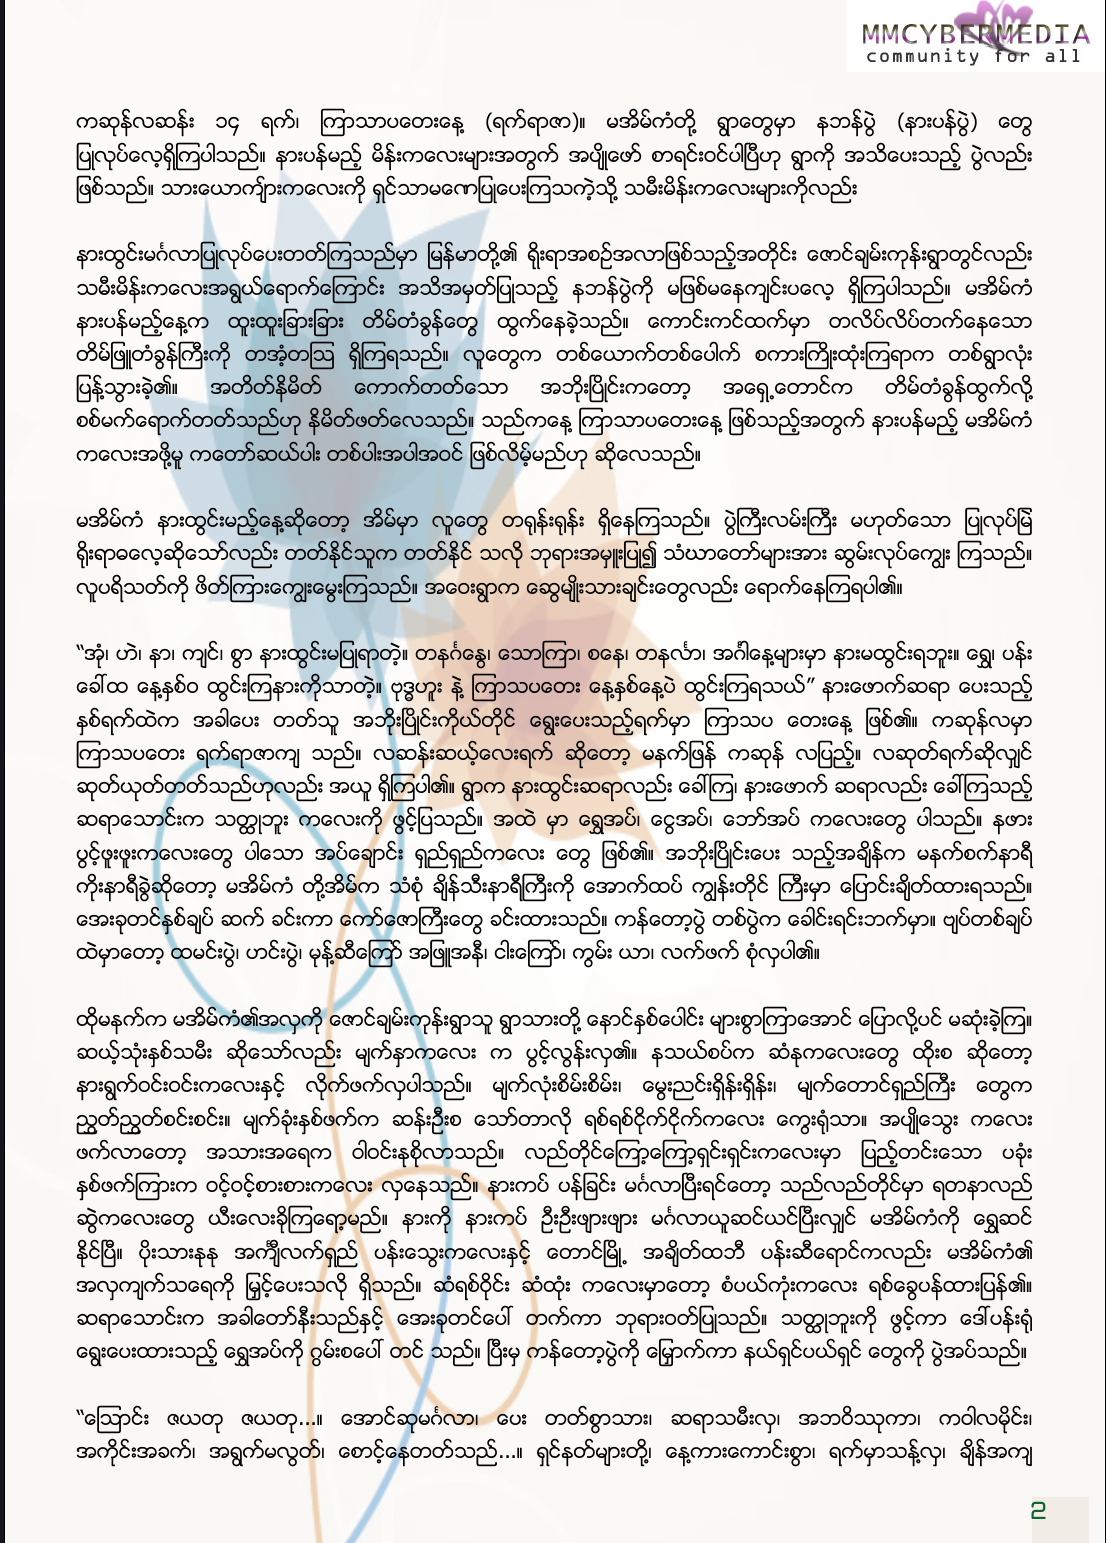 MMCYBERMEDIA
community for all
ကဆုန်လဆန်း ၁၄ ရက်၊ ကြာသာပတေးနေ့ (ရက်ရာဇာ)။ မအိမ်ကံတို့ ရွာတွေမှာ နဘန်ပွဲ (နားပန်ပွဲ) တွေ
ပြုလုပ်လေ့ရှိကြပါသည်။ နားပန်မည့် မိန်းကလေးများအတွက် အပျိုဖော် စာရင်းဝင်ပါပြီဟု ရွာကို အသိပေးသည့် ပွဲလည်း
ဖြစ်သည်။ သားယောက်ျားကလေးကို ရှင်သာမဏေပြုပေးကြသကဲ့သို့ သမီးမိန်းကလေးများကိုလည်း
နားထွင်းမင်္ဂလာပြုလုပ်ပေးတတ်ကြသည်မှာ မြန်မာတို့၏ ရိုးရာအစဉ်အလာဖြစ်သည့်အတိုင်း ဇောင်ချမ်းကုန်းရွာတွင်လည်း
သမီးမိန်းကလေးအရွယ်ရောက်ကြောင်း အသိအမှတ်ပြုသည့် နဘန်ပွဲကို မဖြစ်မနေကျင်းပလေ့ ရှိကြပါသည်။ မအိမ်ကံ
နားပန်မည့်နေ့က ထူးထူးခြားခြား တိမ်တံခွန်တွေ ထွက်နေခဲ့သည်။ ကောင်းကင်ထက်မှာ တလိပ်လိပ်တက်နေသော
တိမ်ဖြူတံခွန်ကြီးကို တအံ့တဩ ရှိကြရသည်။ လူတွေက တစ်ယောက်တစ်ပေါက် စကားကြိုးထုံးကြရာက တစ်ရွာလုံး
ပြန့်သွားခဲ့၏။ အတိတ်နိမိတ် ကောက်တတ်သော အဘိုးပြိုင်းကတော့ အရှေ့တောင်က တိမ်တံခွန်ထွက်လို့
စစ်မက်ရောက်တတ်သည်ဟု နိမိတ်ဖတ်လေသည်။ သည်ကနေ့ ကြာသာပတေးနေ့ ဖြစ်သည့်အတွက် နားပန်မည့် မအိမ်ကံ
ကလေးအဖို့မူ ကတော်ဆယ်ပါး တစ်ပါးအပါအဝင် ဖြစ်လိမ့်မည်ဟု ဆိုလေသည်။
မအိမ်ကံ နားထွင်းမည့်နေ့ဆိုတော့ အိမ်မှာ လူတွေ တရုန်းရုန်း ရှိနေကြသည်။ ပွဲကြီးလမ်းကြီး မဟုတ်သော ပြုလုပ်မြဲ
ရိုးရာဓလေ့ဆိုသော်လည်း တတ်နိုင်သူက တတ်နိုင် သလို ဘုရားအမှူးပြု၍ သံဃာတော်များအား ဆွမ်းလုပ်ကျွေး ကြသည်။
လူပရိသတ်ကို ဖိတ်ကြားကျွေးမွေးကြသည်။ အဝေးရွာက ဆွေမျိုးသားချင်းတွေလည်း ရောက်နေကြရပါ၏။
“အုံ၊ ဟဲ၊ နာ၊ ကျင်၊ စွာ နားထွင်းမပြုရာတဲ့။ တနင်္ဂနွေ၊ သောကြာ၊ စနေ၊ တနင်္လာ၊ အင်္ဂါနေ့များမှာ နားမထွင်းရဘူး။ ရွှေ၊ ပန်း
ခေါ်ထ နေ့နှစ်ဝ ထွင်းကြနားကိုသာတဲ့။ ဗုဒ္ဓဟူး နဲ့ ကြာသပတေး နေ့နှစ်နေ့ပဲ ထွင်းကြရသယ်” နားဖောက်ဆရာ ပေးသည့်
နှစ်ရက်ထဲက အခါပေး တတ်သူ အဘိုးပြိုင်းကိုယ်တိုင် ရွေးပေးသည့်ရက်မှာ ကြာသပ တေးနေ့ ဖြစ်၏။ ကဆုန်လမှာ
ကြာသပတေး ရက်ရာဇာကျ သည်။ လဆန်းဆယ့်လေးရက် ဆိုတော့ မနက်ဖြန် ကဆုန် လပြည့်။ လဆုတ်ရက်ဆိုလျှင်
ဆုတ်ယုတ်တတ်သည်ဟုလည်း အယူ ရှိကြပါ၏။ ရွာက နားထွင်းဆရာလည်း ခေါ်ကြ၊ နားဖောက် ဆရာလည်း ခေါ်ကြသည့်
ဆရာသောင်းက သတ္ထုဘူး ကလေးကို ဖွင့်ပြသည်။ အထဲ မှာ ရွှေအပ်၊ ငွေအပ်၊ ဘော်အပ် ကလေးတွေ ပါသည်။ နဖား
ပွင့်ဖူးဖူးကလေးတွေ ပါသော အပ်ချောင်း ရှည်ရှည်ကလေး တွေ ဖြစ်၏။ အဘိုးပြိုင်းပေး သည့်အချိန်က မနက်စက်နာရီ
ကိုးနာရီခွဲဆိုတော့ မအိမ်ကံ တို့အိမ်က သံစုံ ချိန်သီးနာရီကြီးကို အောက်ထပ် ကျွန်းတိုင် ကြီးမှာ ပြောင်းချိတ်ထားရသည်။
အေးခုတင်နှစ်ချပ် ဆက် ခင်းကာ ကော်ဇောကြီးတွေ ခင်းထားသည်။ ကန်တော့ပွဲ တစ်ပွဲက ခေါင်းရင်းဘက်မှာ။ ဗျပ်တစ်ချပ်
ထဲမှာတော့ ထမင်းပွဲ၊ ဟင်းပွဲ၊ မုန့်ဆီကြော် အဖြူအနီ၊ ငါးကြော်၊ ကွမ်း ယာ၊ လက်ဖက် စုံလှပါ၏။
ထိုမနက်က မအိမ်ကံ၏အလှကို ဇောင်ချမ်းကုန်းရွာသူ ရွာသားတို့ နောင်နှစ်ပေါင်း များစွာကြာအောင် ပြောလို့ပင် မဆုံးခဲ့ကြ။
ဆယ့်သုံးနှစ်သမီး ဆိုသော်လည်း မျက်နှာကလေး က ပွင့်လွန်းလှ၏။ နသယ်စပ်က ဆံနုကလေးတွေ ထိုးစ ဆိုတော့
နားရွက်ဝင်းဝင်းကလေးနှင့် လိုက်ဖက်လှပါသည်။ မျက်လုံးစိမ်းစိမ်း၊ မွေးညင်းရှိန်းရှိန်း၊ မျက်တောင်ရှည်ကြီး တွေက
ညွှတ်ညွှတ်စင်းစင်း။ မျက်ခုံးနှစ်ဖက်က ဆန်းဦးစ သော်တာလို ရစ်ရစ်ငိုက်ငိုက်ကလေး ကွေးရုံသာ။ အပျိုသွေး ကလေး
ဖက်လာတော့ အသားအရေက ဝါဝင်းနုစိုလာသည်။ လည်တိုင်ကြော့ကြော့ရှင်းရှင်းကလေးမှာ ပြည့်တင်းသော ပခုံး
နှစ်ဖက်ကြားက ဝင့်ဝင့်စားစားကလေး လှနေသည်။ နားကပ် ပန်ခြင်း မင်္ဂလာပြီးရင်တော့ သည်လည်တိုင်မှာ ရတနာလည်
ဆွဲကလေးတွေ ယီးလေးခိုကြရော့မည်။ နားကို နားကပ် ဦးဦးဖျားဖျား မင်္ဂလာယူဆင်ယင်ပြီးလျှင် မအိမ်ကံကို ရွှေဆင်
နိုင်ပြီ။ ပိုးသားနုနု အင်္ကျီလက်ရှည် ပန်းသွေးကလေးနှင့် တောင်မြို့ အချိတ်ထဘီ ပန်းဆီရောင်ကလည်း မအိမ်ကံ၏
အလှကျက်သရေကို မြှင့်ပေးသလို ရှိသည်။ ဆံရစ်ဝိုင်း ဆံထုံး ကလေးမှာတော့ စံပယ်ကုံးကလေး ရစ်ခွေပန်ထားပြန်၏။
ဆရာသောင်းက အခါတော်နီးသည်နှင့် အေးခုတင်ပေါ် တက်ကာ ဘုရားဝတ်ပြုသည်။ သတ္ထုဘူးကို ဖွင့်ကာ ဒေါ်ပန်းရုံ
ရွေးပေးထားသည့် ရွှေအပ်ကို ဂွမ်းစပေါ် တင် သည်။ ပြီးမှ ကန်တော့ပွဲကို မြှောက်ကာ နယ်ရှင်ပယ်ရှင် တွေကို ပွဲအပ်သည်။
“ဩောင်း ဇယတု ဇယတု...။ အောင်ဆုမင်္ဂလာ၊ ပေး တတ်စွာသား၊ ဆရာသမီးလှ၊ အဘဝိဿုကာ၊ ကဝါလမိုင်း၊
အကိုင်းအခက်၊ အရွက်မလွတ်၊ စောင့်နေတတ်သည်...။ ရှင်နတ်များတို့၊ နေ့ကားကောင်းစွာ၊ ရက်မှာသန့်လှ၊ ချိန်အကျ
2